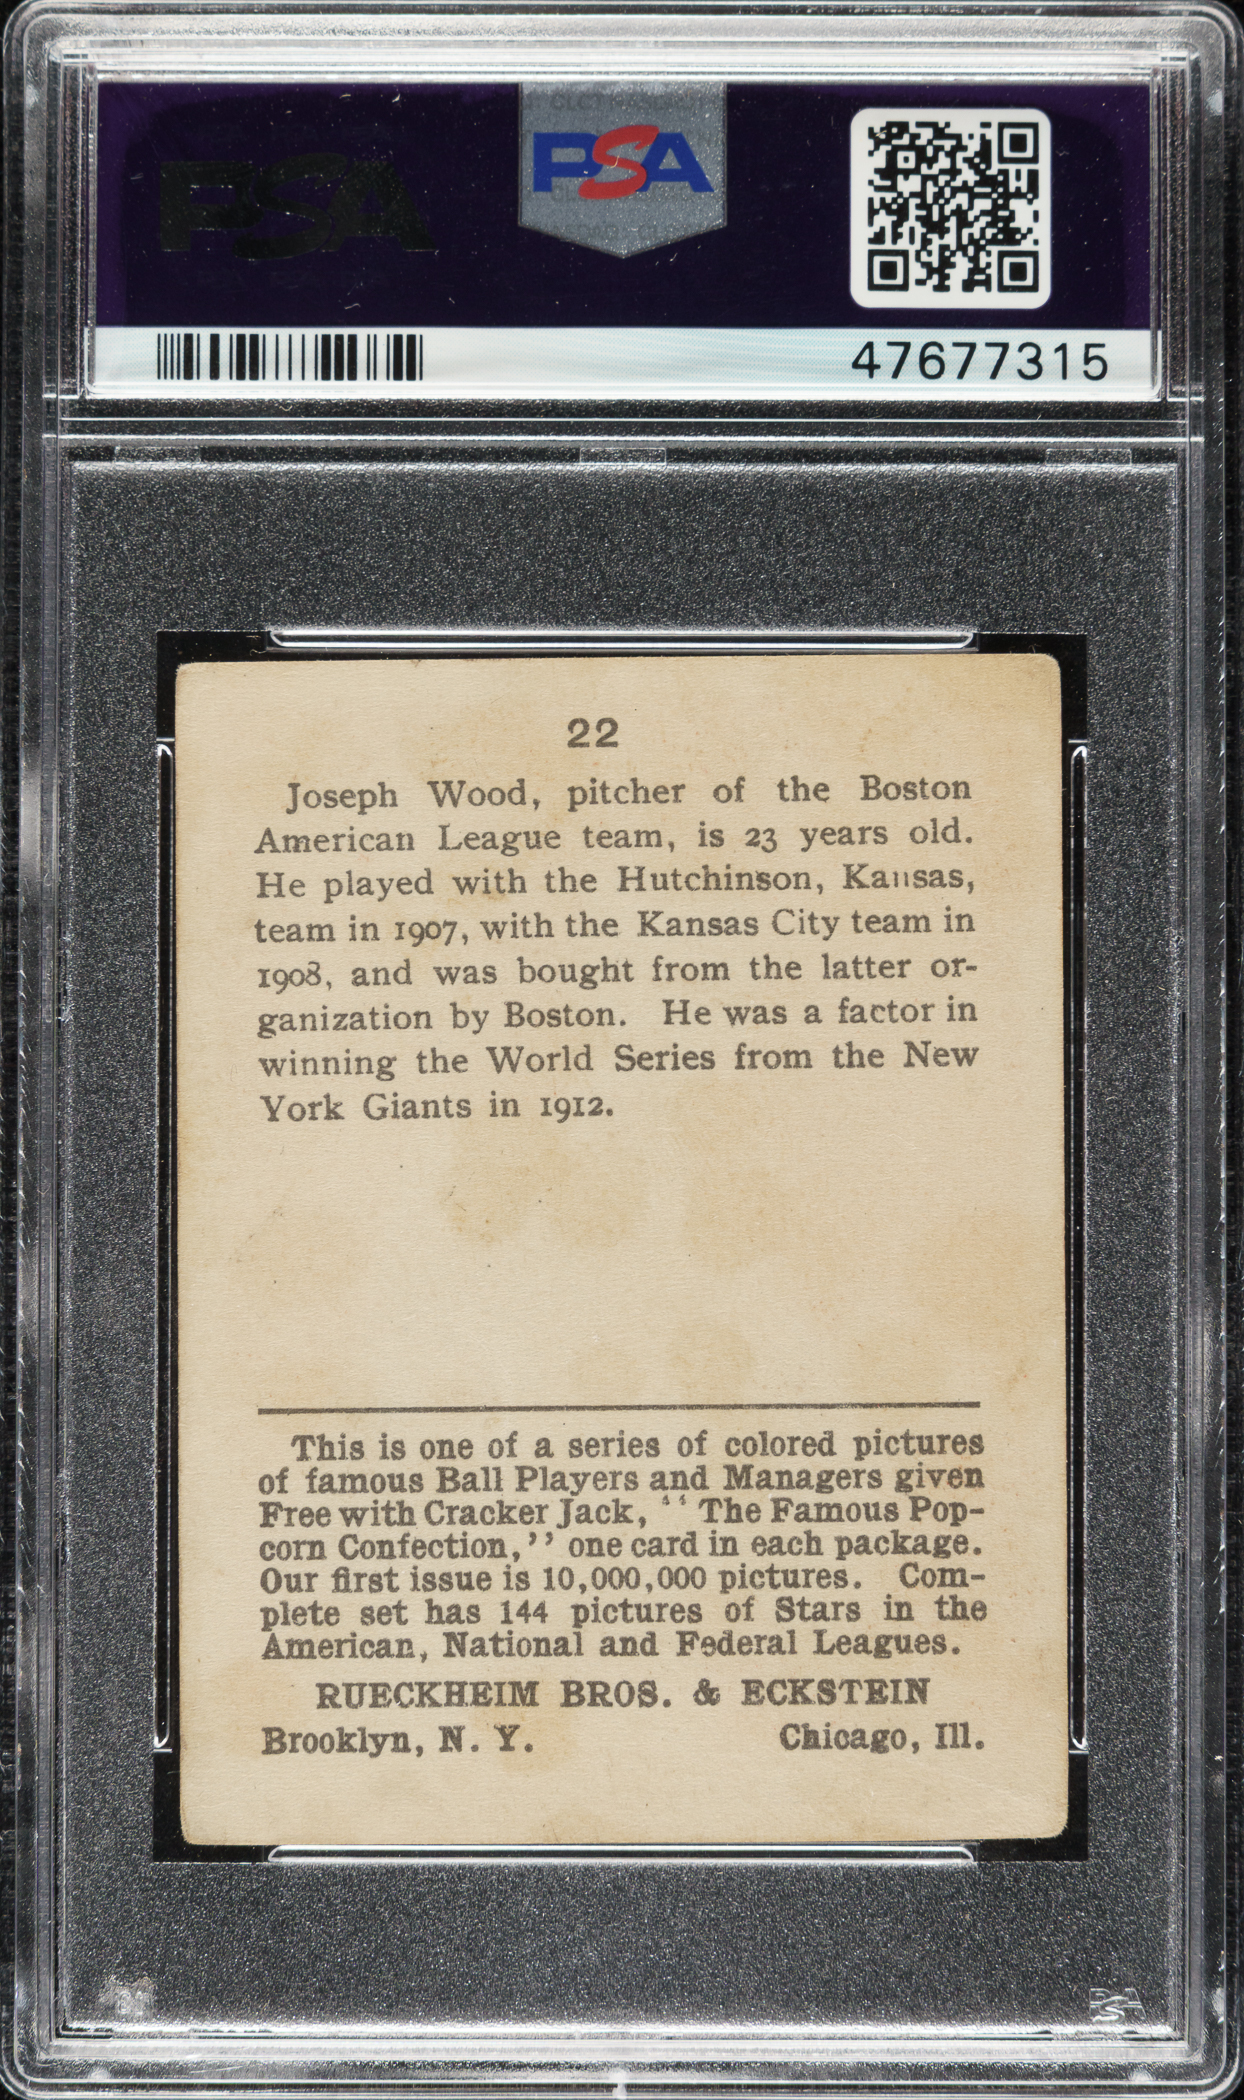 PSA
PSA
47677315
22
Joseph Wood, pitcher of the Boston
American League team, is 23 years old.
He played with the Hutchinson, Kansas,
team in 1907, with the Kansas City team in
1908, and was bought from the latter or-
ganization by Boston. He was a factor in
winning the World Series from the New
York Giants in 1912.
This is one of a series of colored pictures
of famous Ball Players and Managers given
Free with Cracker Jack, “ The Famous Pop-
corn Confection,” one card in each package.
Our first issue is 10,000,000 pictures. Com-
plete set has 144 pictures of Stars in the
American, National and Federal Leagues.
RUECKHEIM BROS. & ECKSTEIN
Brooklyn, N. Y. Chicago, Ill.
PSA